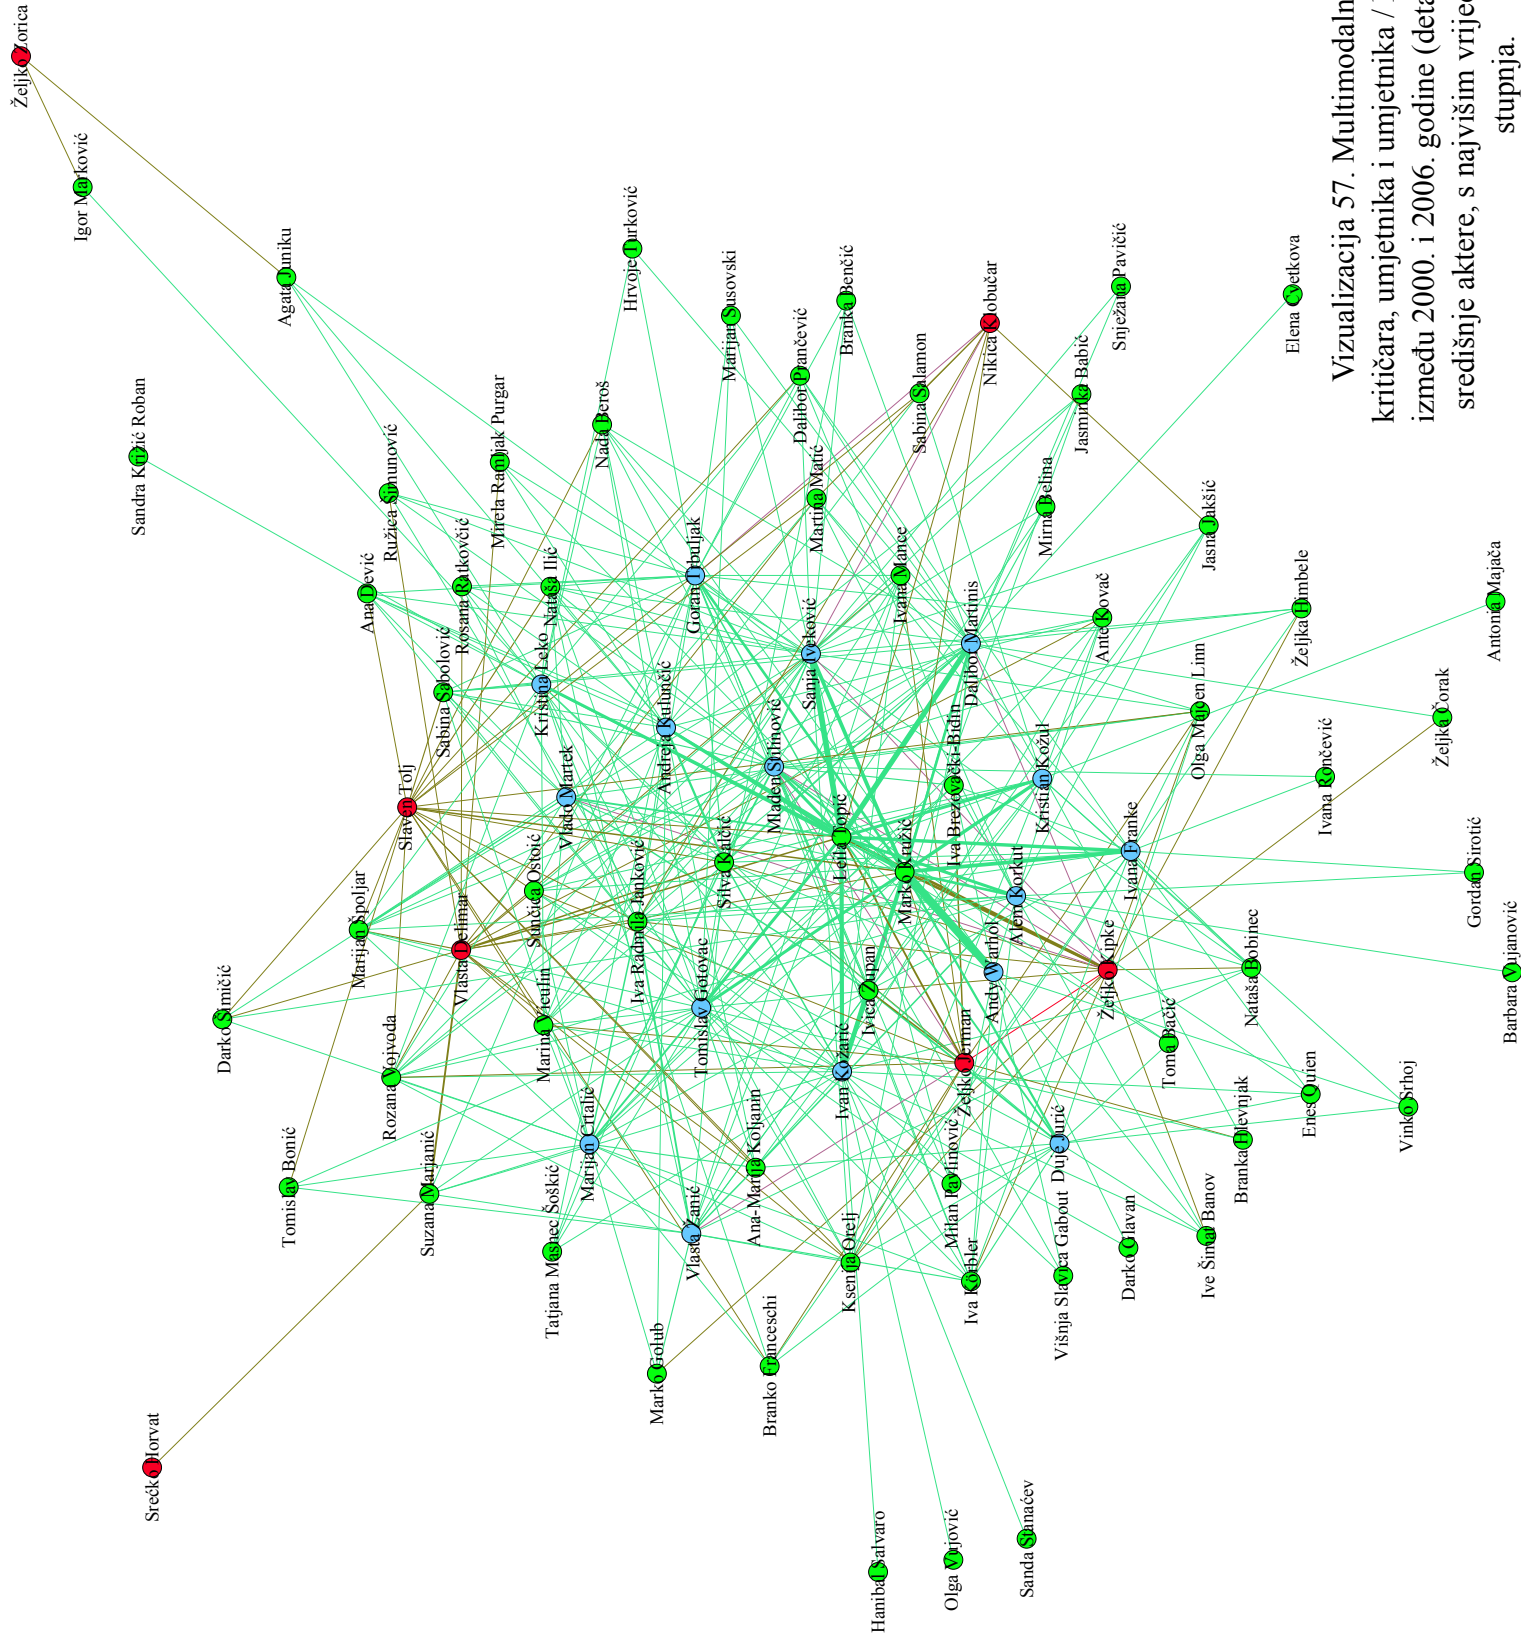 Željko Zorica
Igor Marković
Agata Juniku
Sandra Križić Roban
Hrvoje Turković
Marijan Susovski
Dalibor Prančević
Branka Benčić
Nikica Klobučar
Sabina Salamon
Snježana Pavičić
Elena Cvetkova
Jasminka Babić
Ružica Šimunović
Mirela Ramljak Purgar
Nada Beroš
Martina Matić
Mirna Belina
Jasna Jakšić
Ana Dević
Rosana Ratkovčić
Nataša Ilić
Goran Trbuljak
Ivana Mance
Ante Kovač
Željka Himbele
Antonia Majača
Sabina Sabolović
Kristina Leko
Andreja Kulunčić
Sanja Iveković
Dalibor Martinis
Olga Majcen Linn
Željka Čorak
Slaven Tolj
Vlado Martek
Mladen Stilinović
Iva Brezovački-Bidin
Kristian Kožul
Ivana Rončević
Sunčica Ostoić
Silva Kalčić
Leila Topić
Marko Kružić
Alem Korkut
Ivana Franke
Gordan Sirotić
Marijan Špoljar
Vlasta Delimar
Iva Radmila Janković
Tomislav Gotovac
Ivica Župan
Andy Warhol
Željko Kipke
Nataša Bobinec
Barbara Vujanović
Darko Šimičić
Rozana Vojvoda
Marina Viculin
Ivan Kožarić
Željko Jerman
Toma Bačić
Enes Quien
Vinko Srhoj
Tomislav Bonić
Suzana Marjanić
Marijan Crtalić
Ana-Marija Koljanin
Milan Pavlinović
Duje Jurić
Branka Hlevnjak
Tatjana Masnec Šoškić
Vlasta Žanić
Ksenija Orelj
Iva Körbler
Višnja Slavica Gabout
Darko Glavan
Ive Šimat Banov
Marko Golub
Branko Franceschi
Srećko Horvat
Hanibal Salvaro
Olga Vujović
Sanda Stanaćev
Vizualizacija 57. Multimodaln
kritičara, umjetnika i umjetnika /
između 2000. i 2006. godine (deta
središnje aktere, s najvišim vrije
stupnja.